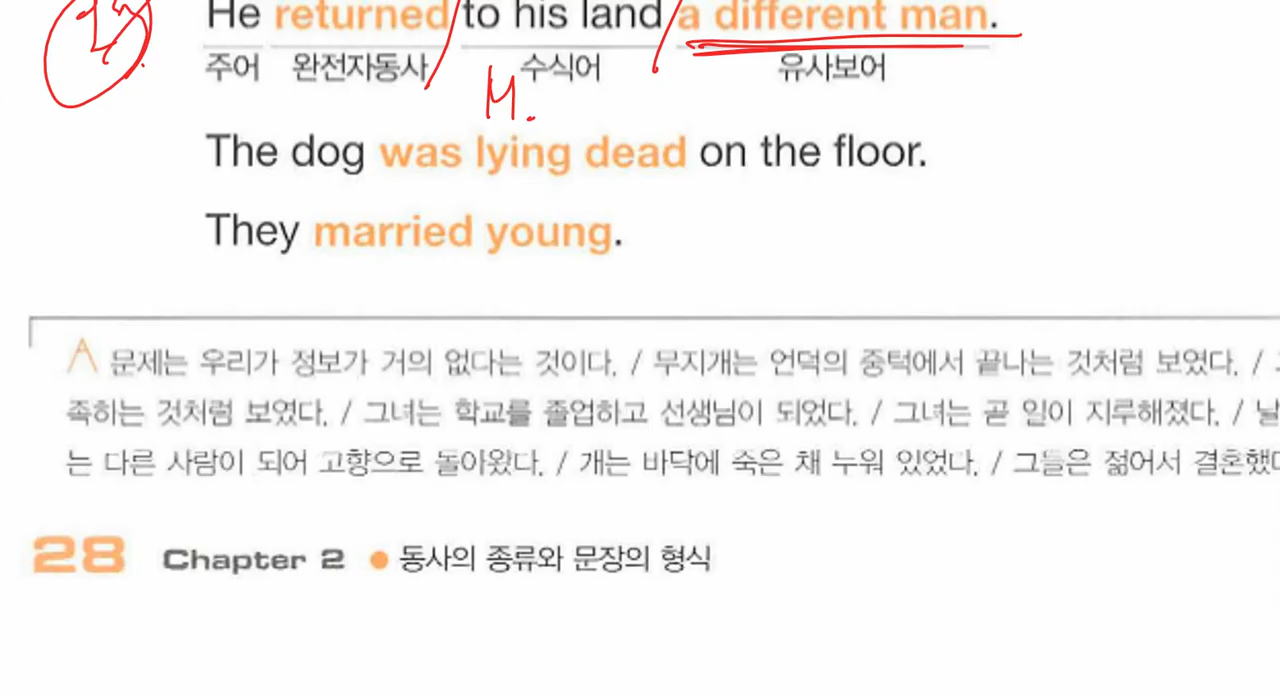 He returned to his land a different man.
주어 완전자동사 수식어 유사보어
M.
The dog was lying dead on the floor.
They married young.
A 문제는 우리가 정보가 거의 없다는 것이다. / 무지개는 언덕의 중턱에서 끝나는 것처럼 보였다. /
족하는 것처럼 보였다. / 그녀는 학교를 졸업하고 선생님이 되었다. / 그녀는 곧 일이 지루해졌다. / 날
는 다른 사람이 되어 고향으로 돌아왔다. / 개는 바닥에 죽은 채 누워 있었다. / 그들은 젊어서 결혼했다
28 Chapter 2 ● 동사의 종류와 문장의 형식